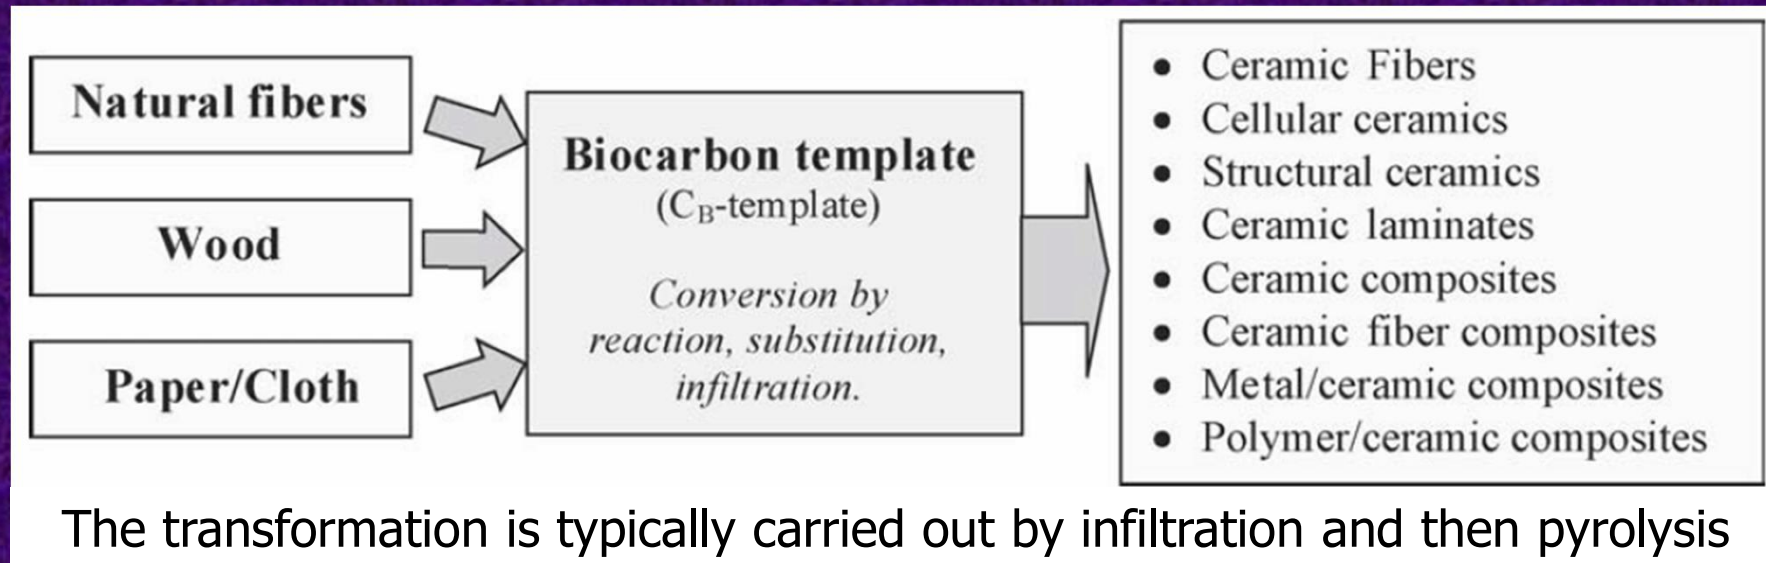 Natural fibers
Wood
Paper/Cloth
Biocarbon template
(C_B-template)
Conversion by
reaction, substitution,
infiltration.
• Ceramic Fibers
• Cellular ceramics
• Structural ceramics
• Ceramic laminates
• Ceramic composites
• Ceramic fiber composites
• Metal/ceramic composites
• Polymer/ceramic composites
The transformation is typically carried out by infiltration and then pyrolysis